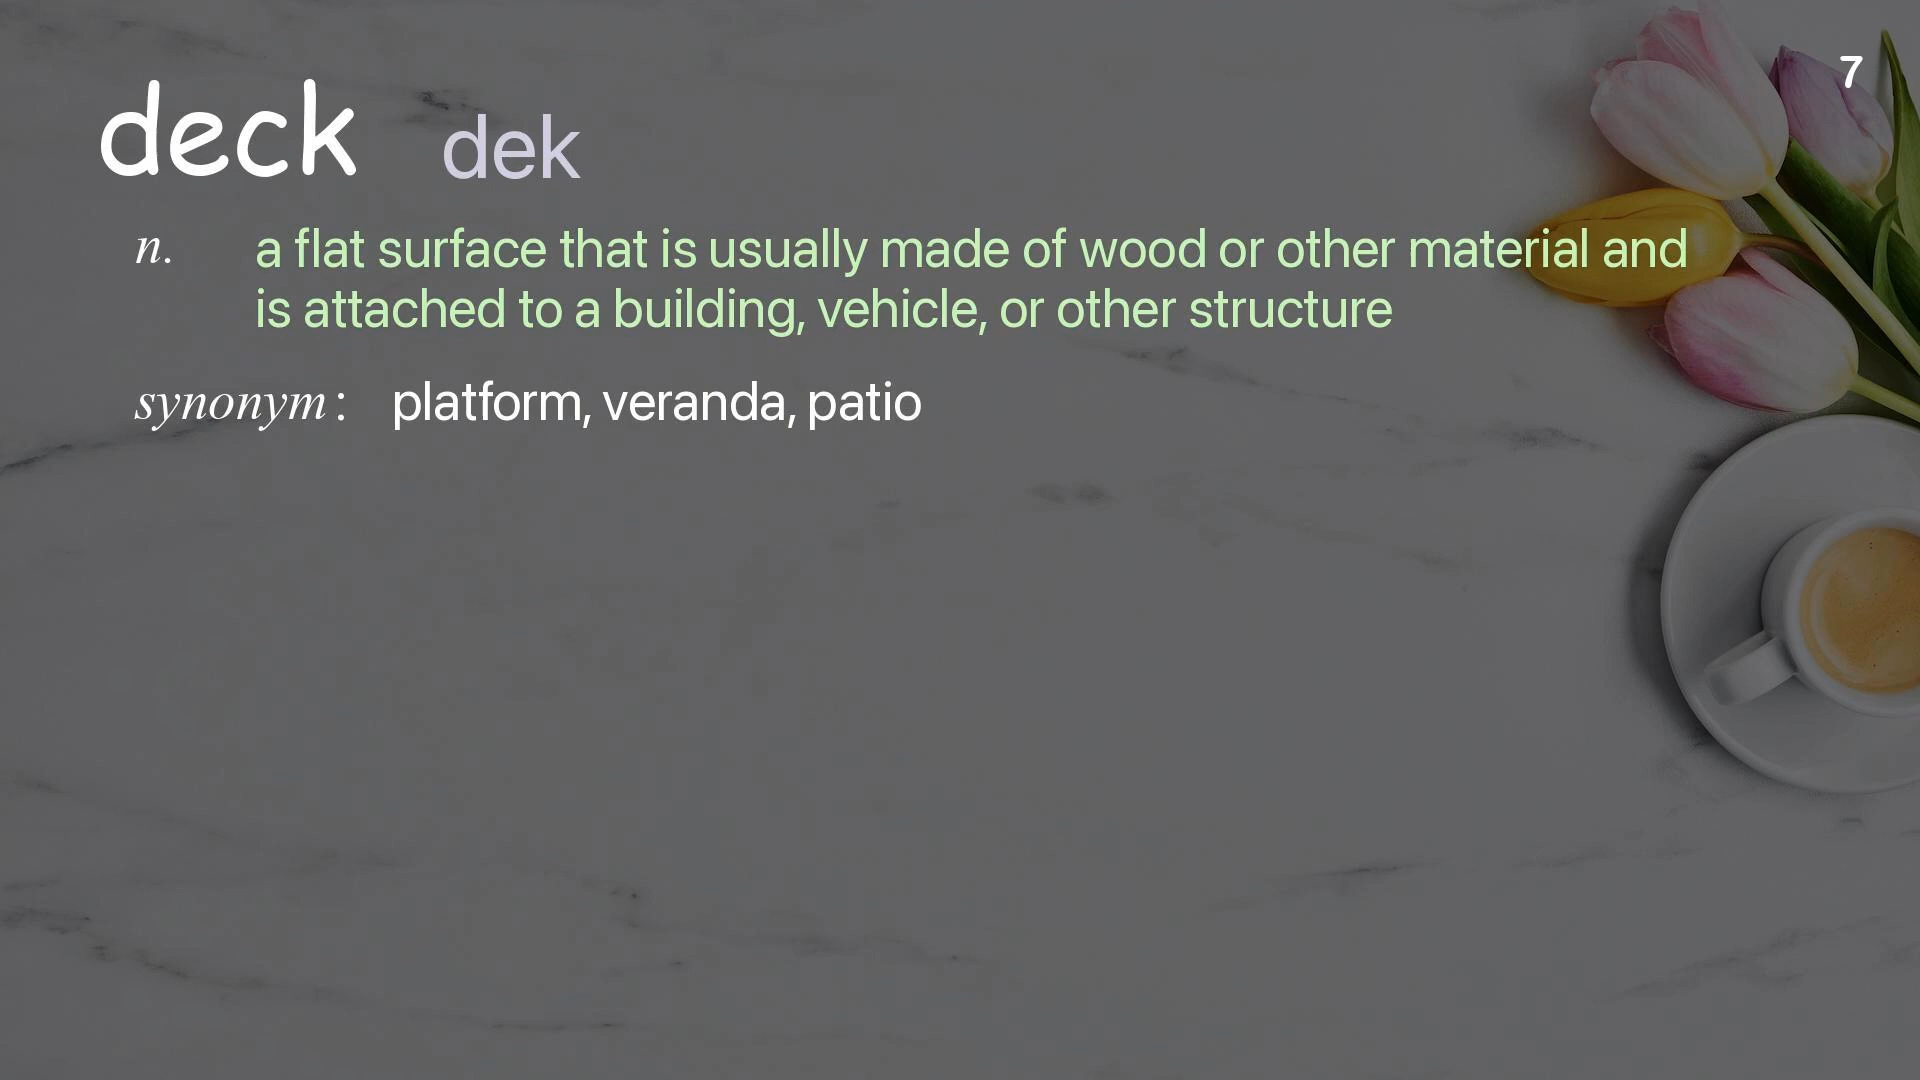 7
deck dek
n. a flat surface that is usually made of wood or other material and
is attached to a building, vehicle, or other structure
synonym : platform, veranda, patio